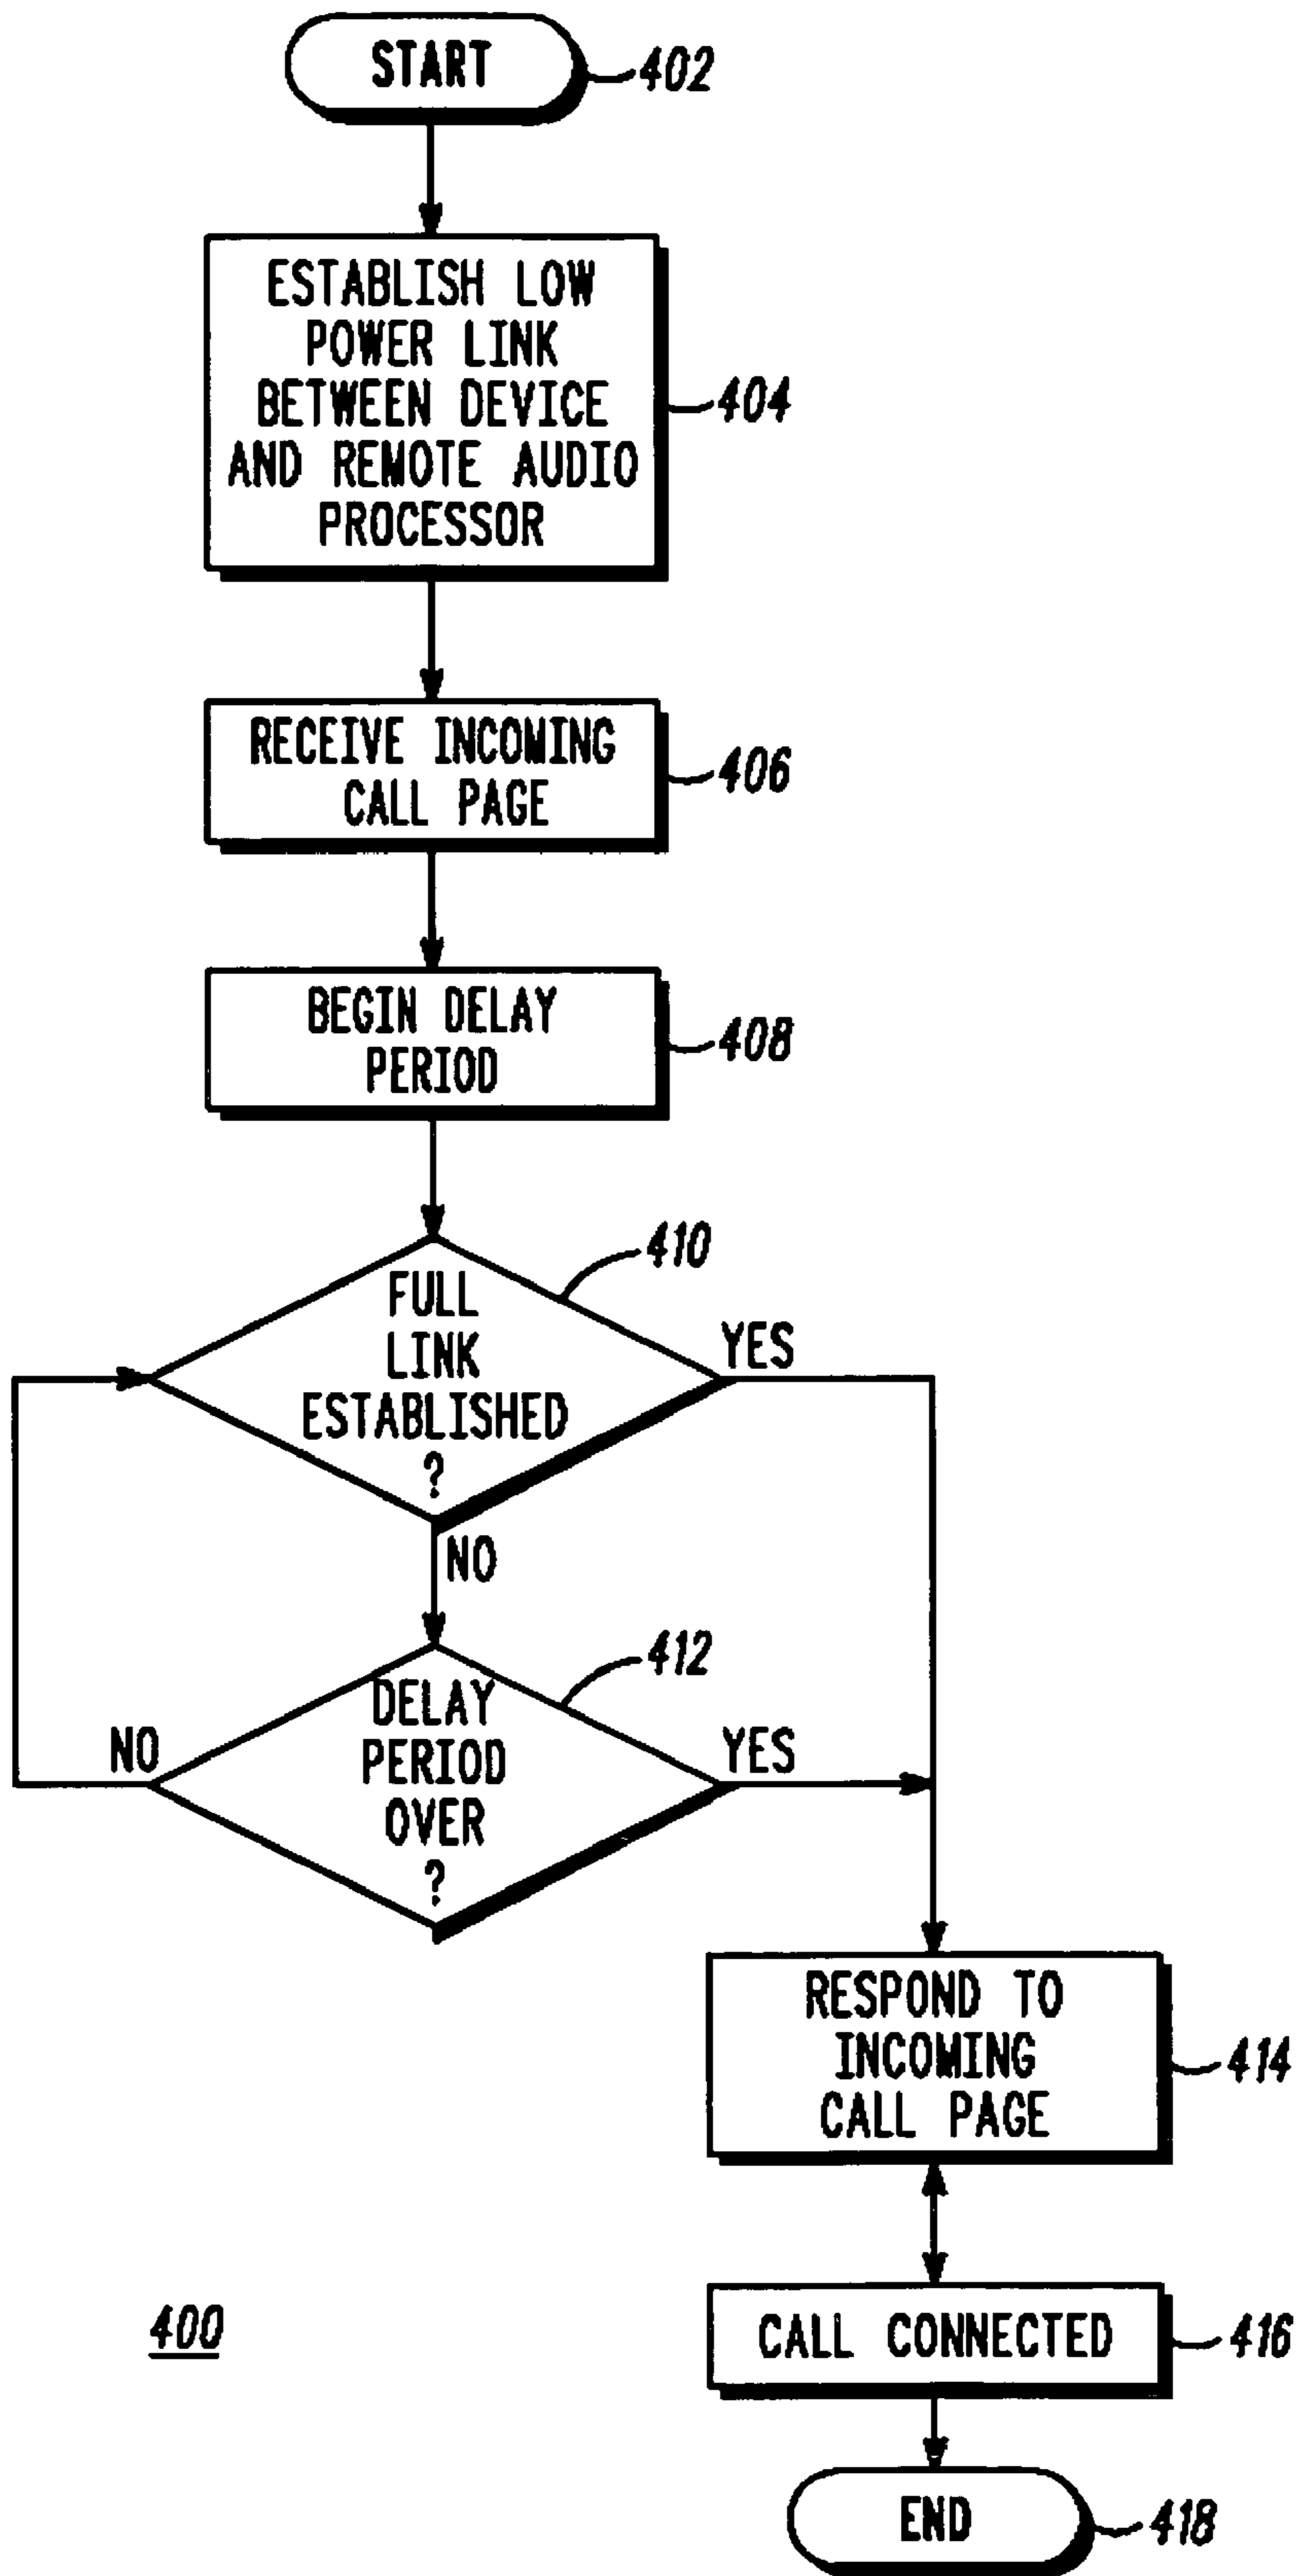 START
402
ESTABLISH LOW
POWER LINK
BETWEEN DEVICE
AND REMOTE AUDIO
PROCESSOR
404
RECEIVE INCOMING
CALL PAGE
406
BEGIN DELAY
PERIOD
408
410
FULL
LINK
ESTABLISHED
?
YES
NO
412
DELAY
PERIOD
OVER
?
NO
YES
RESPOND TO
INCOMING
CALL PAGE
414
CALL CONNECTED
416
400
END
418